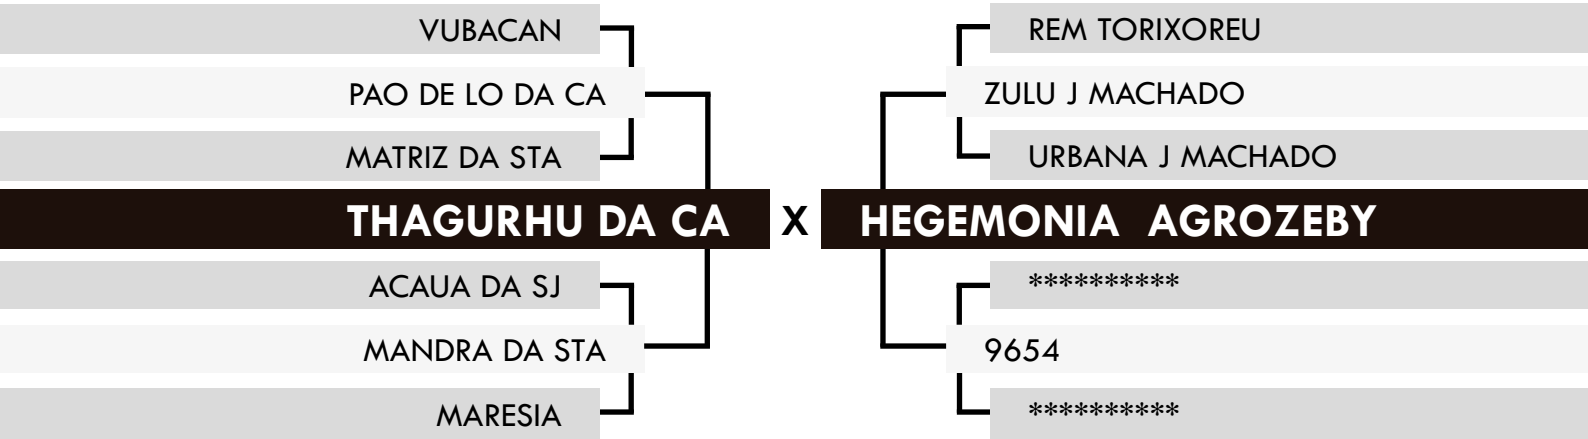 VUBACAN
PAO DE LO DA CA
MATRIZ DA STA
THAGURHU DA CA X HEGEMONIA AGROZEBY
ACAUA DA SJ
MANDRA DA STA
MARESIA
REM TORIXOREU
ZULU J MACHADO
URBANA J MACHADO
**********
9654
**********